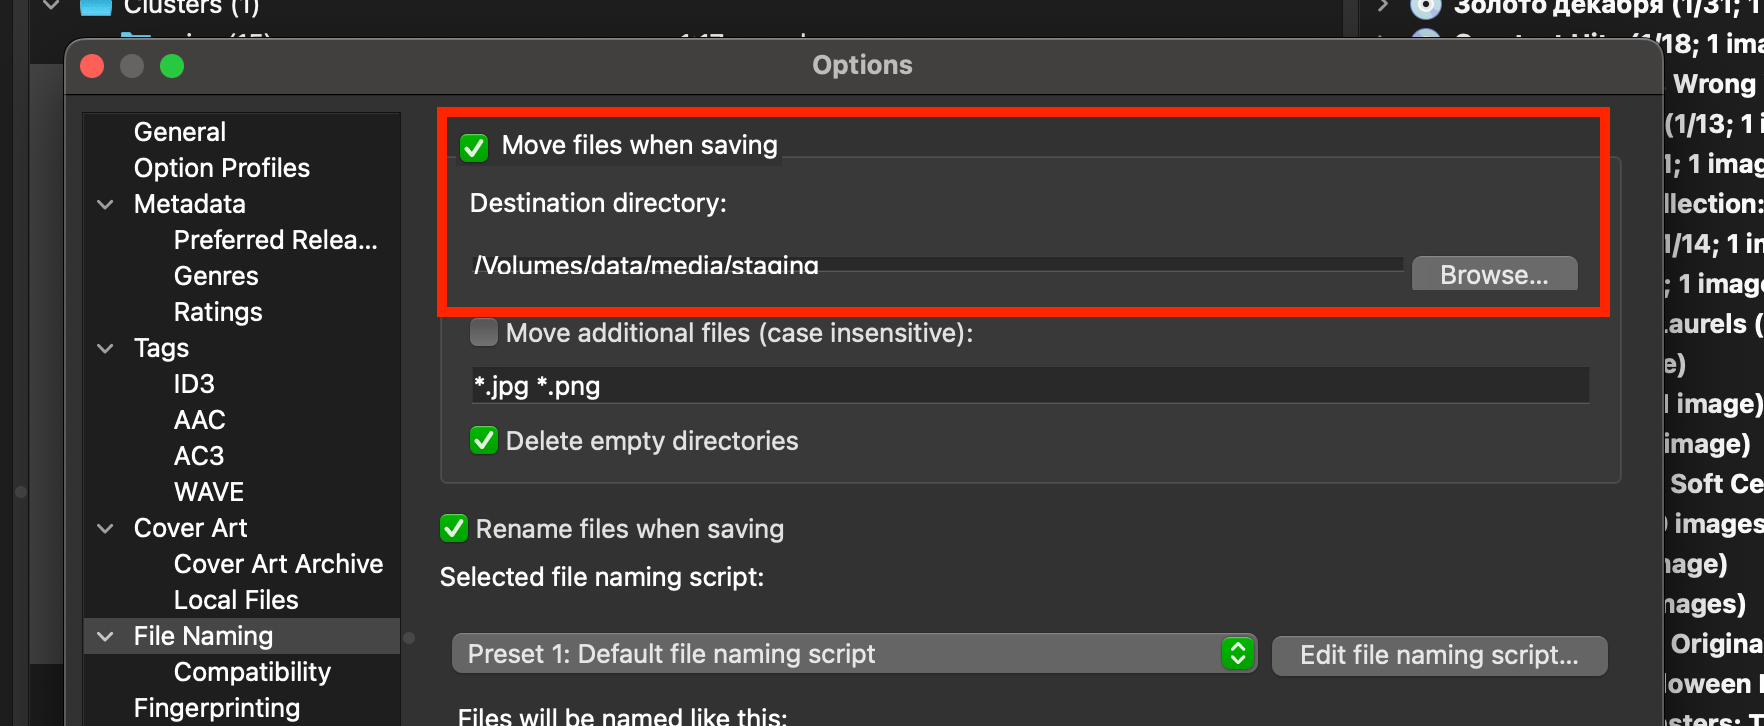 Clusters (1)
Золото декабря (1/31; 1
/18; 1 ima
Options
Wrong
General
Move files when saving
(1/13; 1 i
Option Profiles
1; 1 imag
Metadata
Destination directory:
llection:
Preferred Relea...
1/14; 1 in
Genres
/Volumes/data/media/staging
Browse...
; 1 image
Ratings
Move additional files (case insensitive):
Laurels (
Tags
e)
ID3
*.jpg *.png
image)
AAC
Delete empty directories
image)
AC3
WAVE
Soft Ce
Cover Art
Rename files when saving
images
Cover Art Archive
Selected file naming script:
nage)
Local Files
nages)
File Naming
Preset 1: Default file naming script
Edit file naming script...
Origina
Compatibility
loween
Fingerprinting
Files will be named like this: